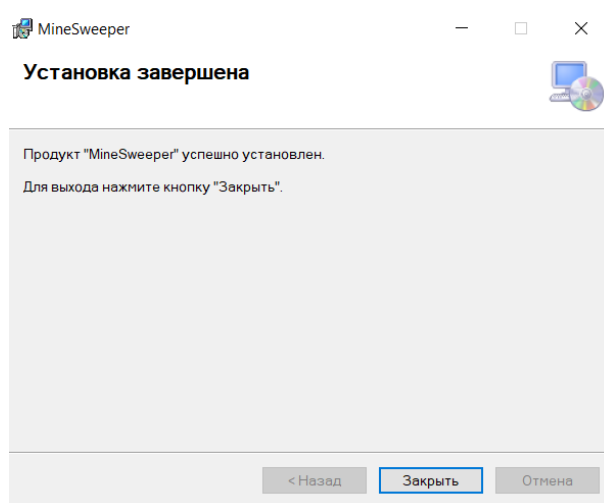 MineSweeper
Установка завершена
Продукт "MineSweeper" успешно установлен.
Для выхода нажмите кнопку "Закрыть".
< Назад
Закрыть
Отмена